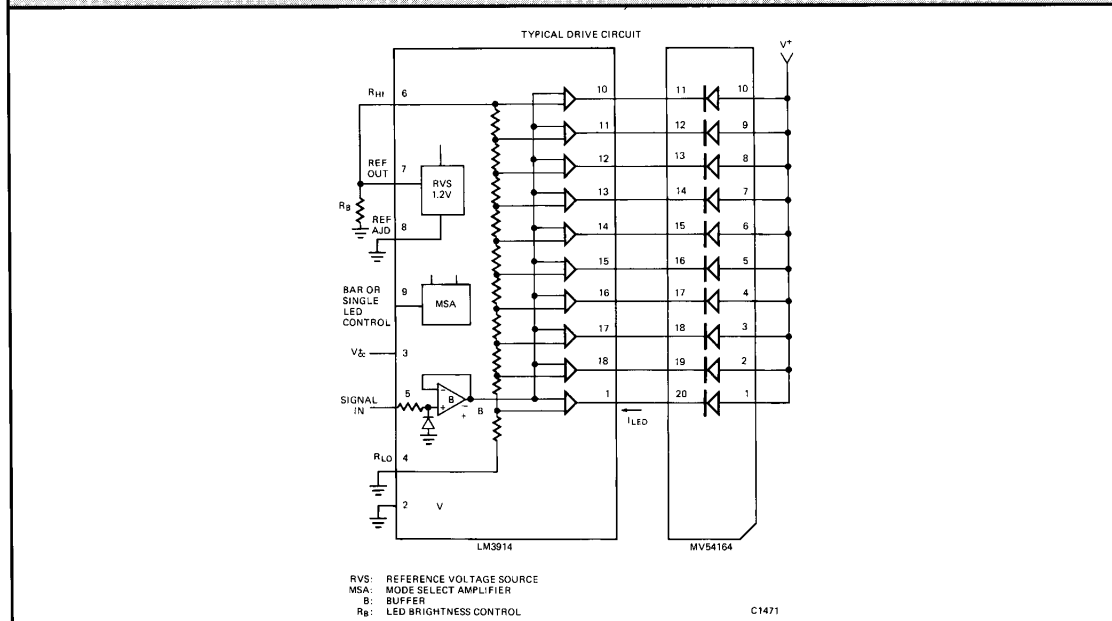 TYPICAL DRIVE CIRCUIT
V+
RHI 6
10 11 10
11 12 9
REF OUT 7
RVS 1.2V
12 13 8
13 14 7
RB
REF AJD 8
14 15 6
15 16 5
BAR OR SINGLE LED CONTROL 9
MSA
16 17 4
17 18 3
3
18 19 2
SIGNAL IN 5
B
B
1 20 1
ILED
RLO 4
2 V
LM3914
MV54164
RVS: REFERENCE VOLTAGE SOURCE
MSA: MODE SELECT AMPLIFIER
B: BUFFER
RB: LED BRIGHTNESS CONTROL
C1471